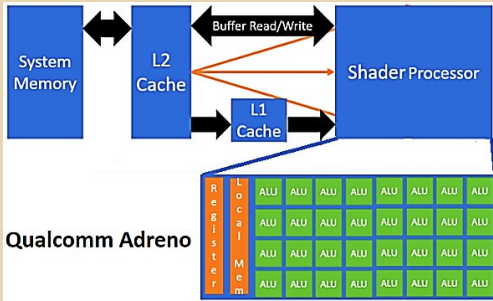 Buffer Read/Write
System
Memory
L2
Cache
Shader Processor
L1
Cache
Qualcomm Adreno
Register
Local Mem
ALU ALU ALU ALU ALU ALU ALU ALU
ALU ALU ALU ALU ALU ALU ALU ALU
ALU ALU ALU ALU ALU ALU ALU ALU
ALU ALU ALU ALU ALU ALU ALU ALU